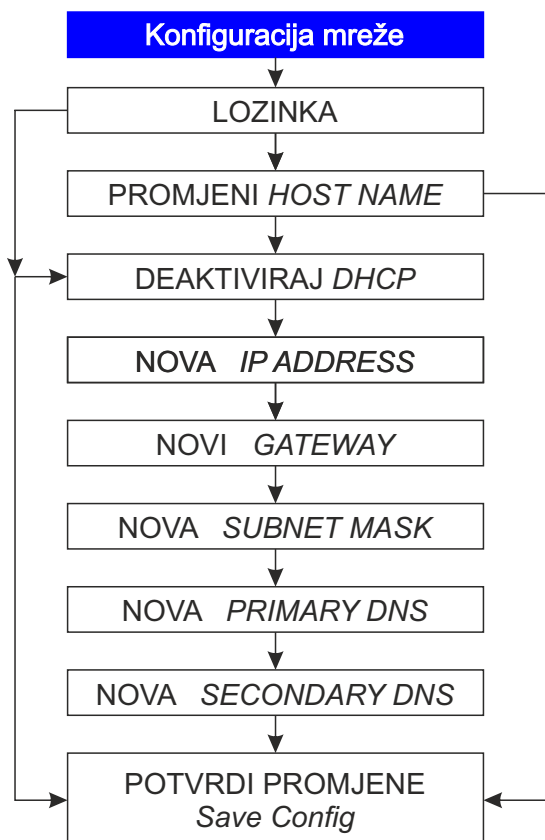 Konfiguracija mreže
LOZINKA
PROMJENI HOST NAME
DEAKTIVIRAJ DHCP
NOVA IP ADDRESS
NOVI GATEWAY
NOVA SUBNET MASK
NOVA PRIMARY DNS
NOVA SECONDARY DNS
POTVRDI PROMJENE
Save Config